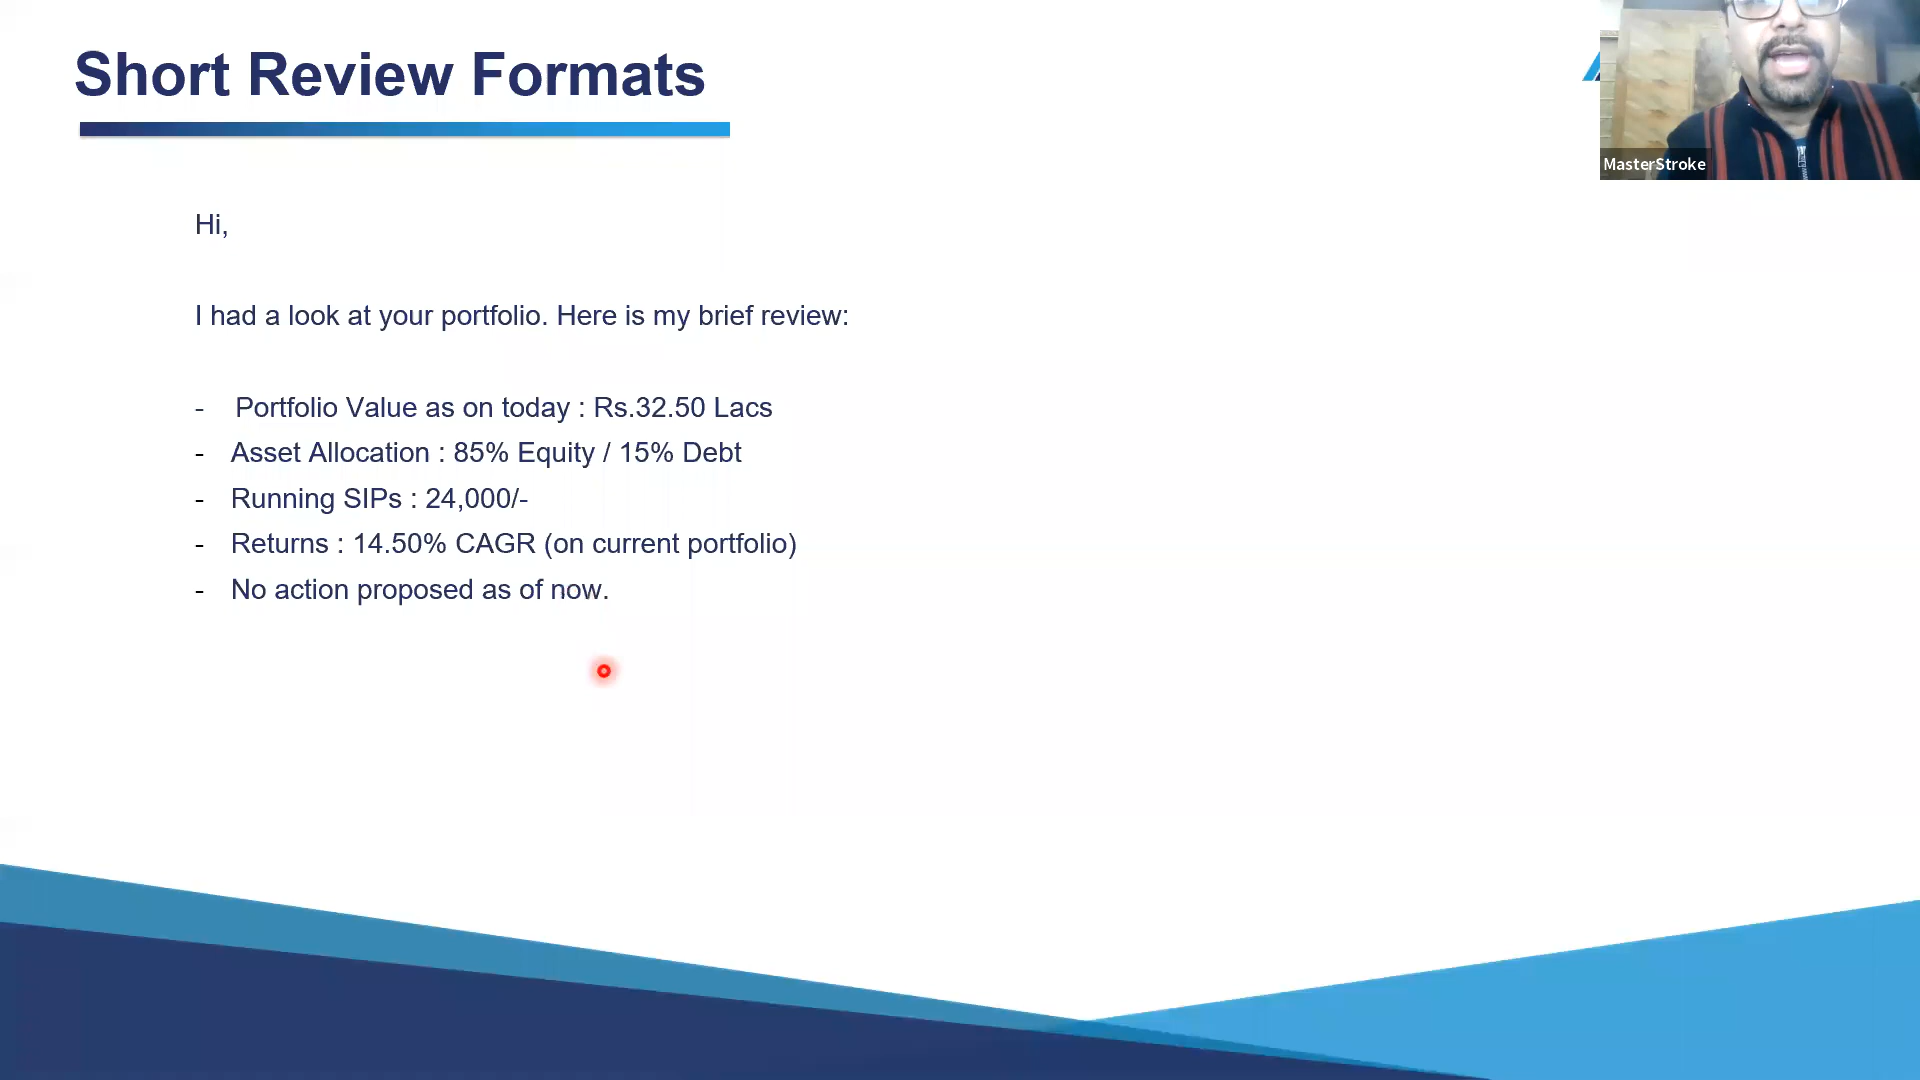 Short Review Formats
MasterStroke
Hi,
I had a look at your portfolio. Here is my brief review:
- Portfolio Value as on today : Rs.32.50 Lacs
- Asset Allocation : 85% Equity / 15% Debt
- Running SIPs : 24,000/-
- Returns : 14.50% CAGR (on current portfolio)
- No action proposed as of now.